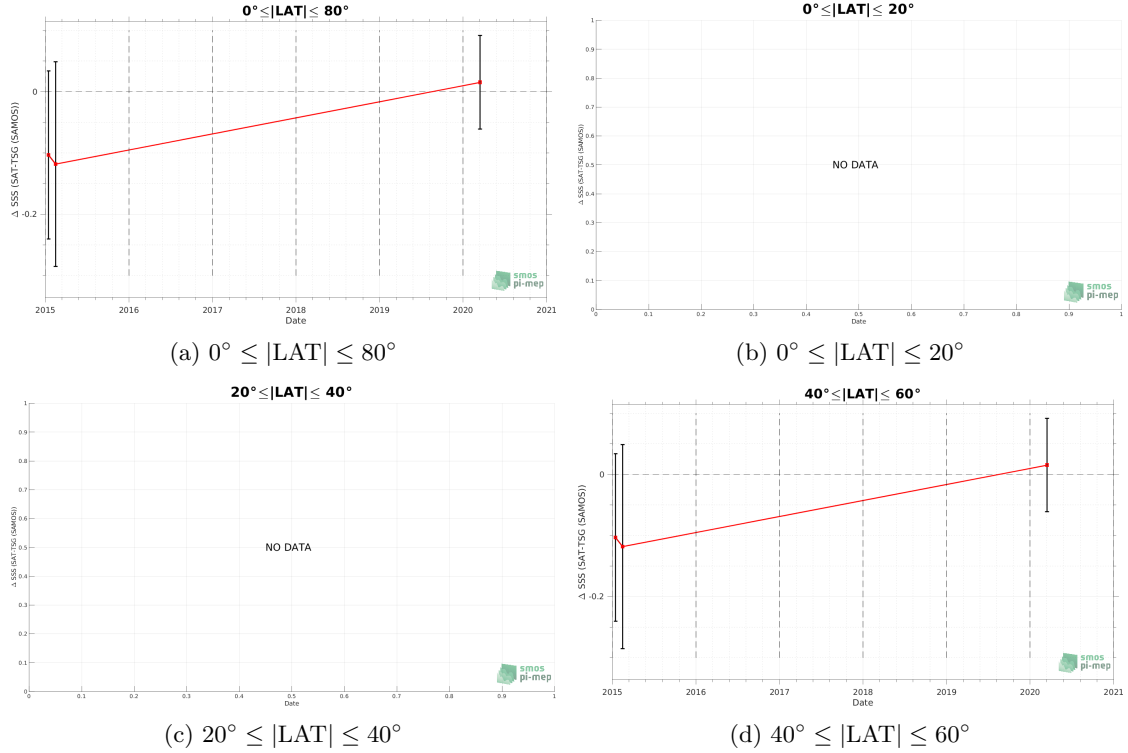 0°≤|LAT|≤ 80°
Δ SSS (SAT-TSG (SAMOS))
0
-0.2
2015 2016 2017 2018 2019 2020 2021
Date
smos
pi-mep
(a) 0° ≤ |LAT| ≤ 80°
0°≤|LAT|≤ 20°
Δ SSS (SAT-TSG (SAMOS))
1
0.9
0.8
0.7
0.6
0.5
0.4
0.3
0.2
0.1
0
NO DATA
0 0.1 0.2 0.3 0.4 0.5 0.6 0.7 0.8 0.9 1
Date
smos
pi-mep
(b) 0° ≤ |LAT| ≤ 20°
20°≤|LAT|≤ 40°
Δ SSS (SAT-TSG (SAMOS))
1
0.9
0.8
0.7
0.6
0.5
0.4
0.3
0.2
0.1
0
NO DATA
0 0.1 0.2 0.3 0.4 0.5 0.6 0.7 0.8 0.9 1
Date
smos
pi-mep
(c) 20° ≤ |LAT| ≤ 40°
40°≤|LAT|≤ 60°
Δ SSS (SAT-TSG (SAMOS))
0
-0.2
2015 2016 2017 2018 2019 2020 2021
Date
smos
pi-mep
(d) 40° ≤ |LAT| ≤ 60°